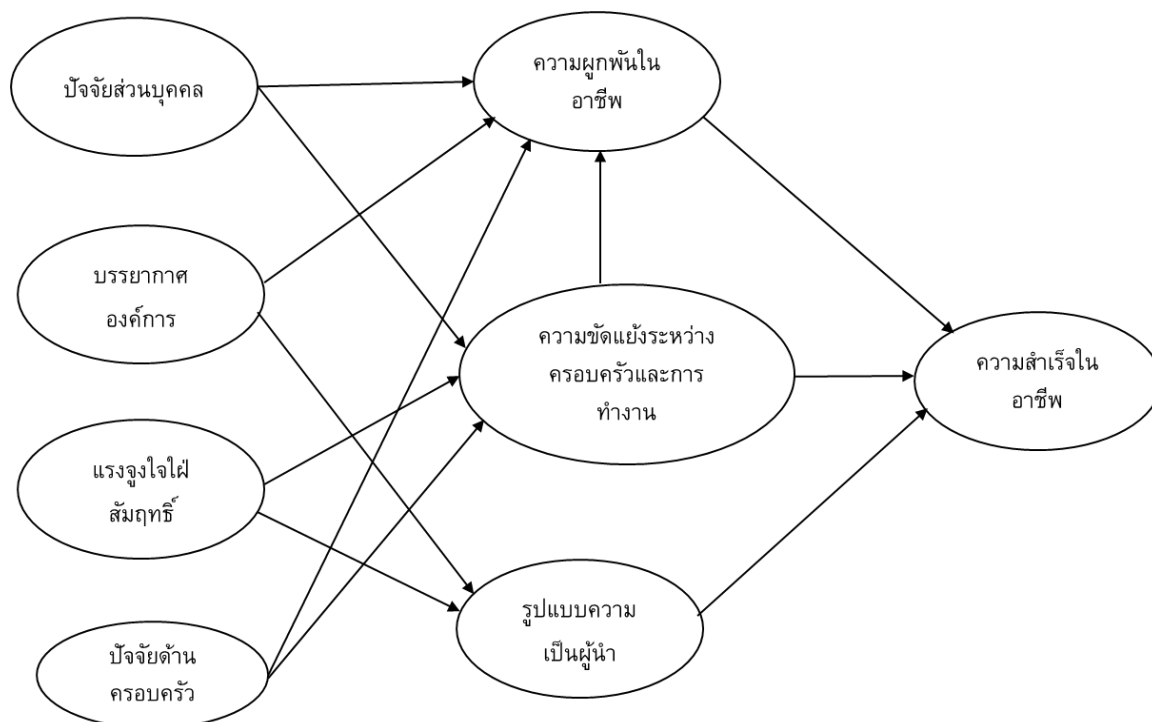 ปัจจัยส่วนบุคคล
ความผูกพันใน
อาชีพ
บรรยากาศ
องค์การ
ความขัดแย้งระหว่าง
ครอบครัวและการ
ทำงาน
ความสำเร็จใน
อาชีพ
แรงจูงใจใฝ่
สัมฤทธิ์
รูปแบบความ
เป็นผู้นำ
ปัจจัยด้าน
ครอบครัว